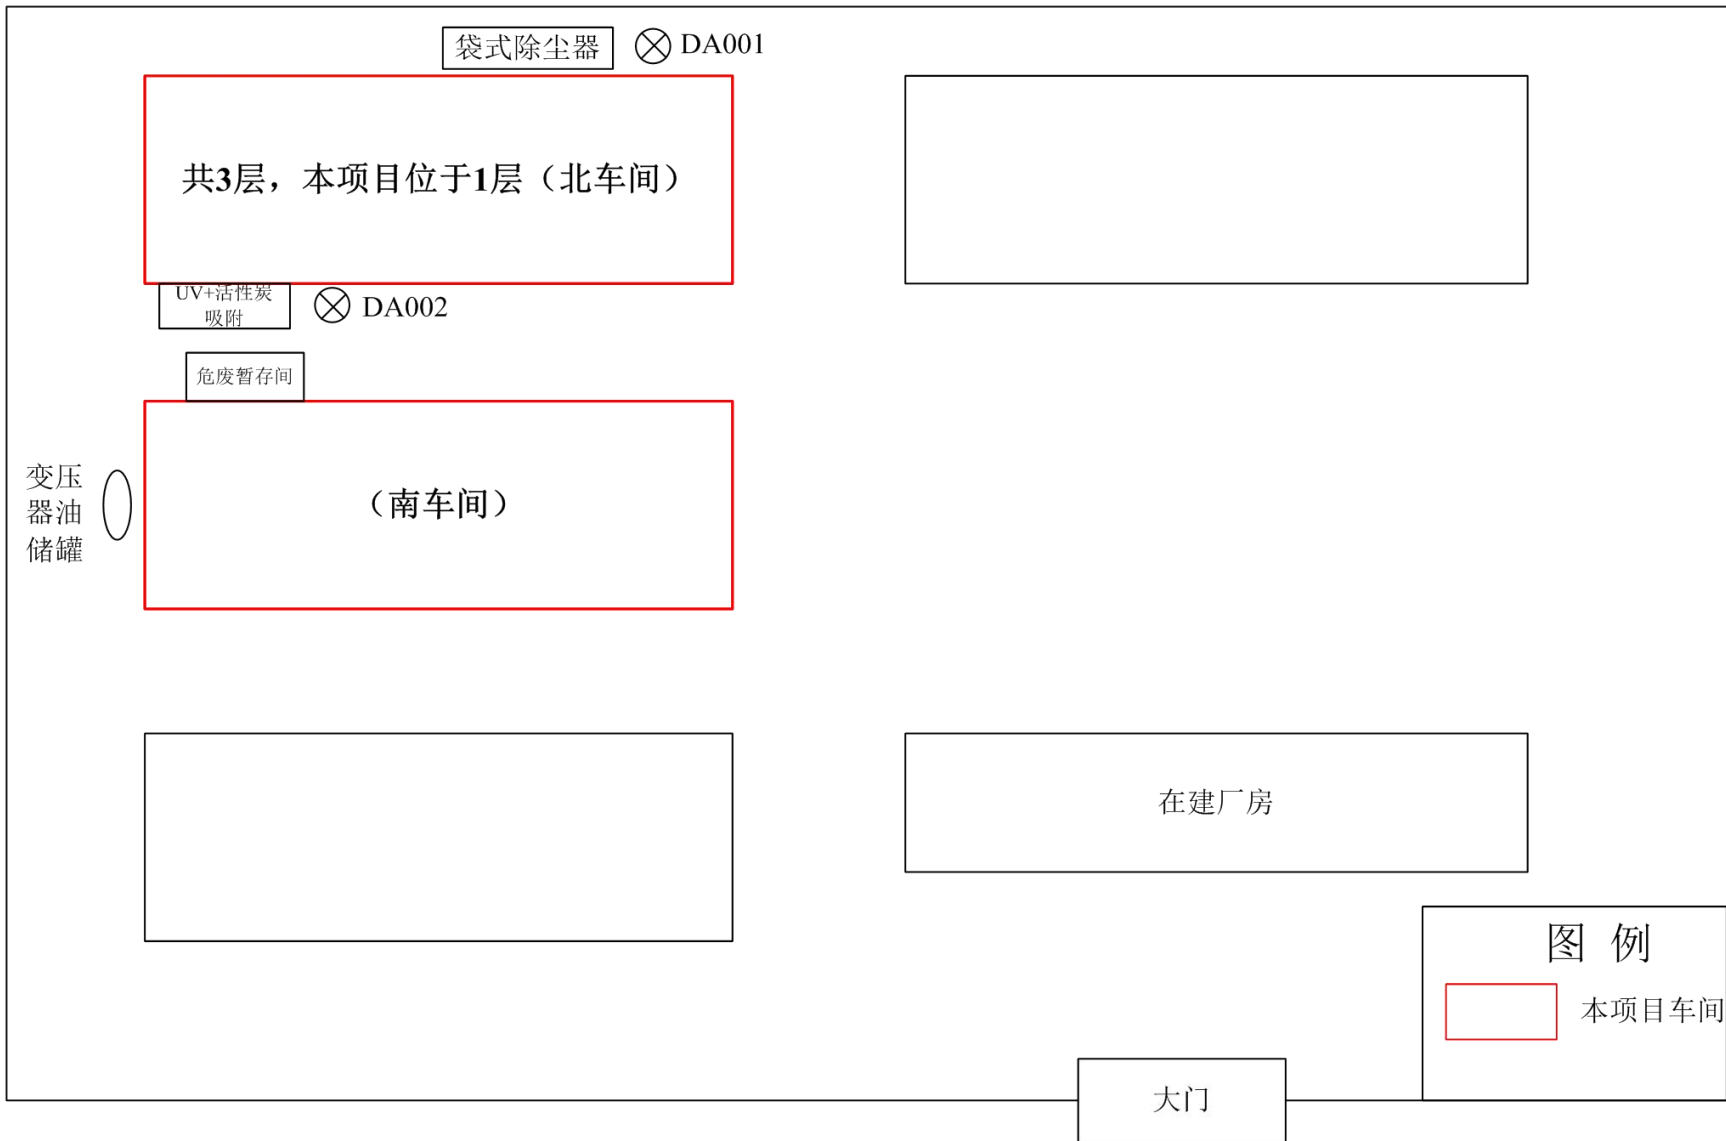 袋式除尘器
DA001
共3层，本项目位于1层（北车间）
UV+活性炭
吸附
DA002
危废暂存间
变压
器油
储罐
（南车间）
在建厂房
图 例
本项目车间
大门